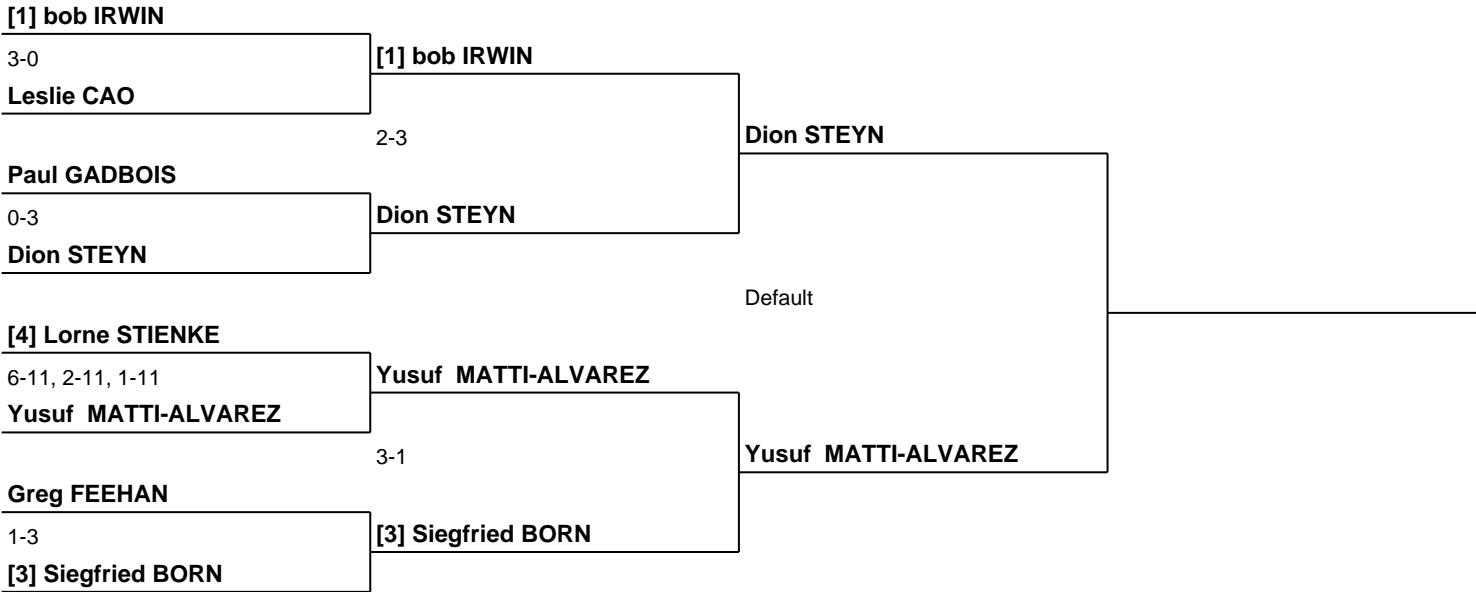 [1] bob IRWIN
3-0
[1] bob IRWIN
Leslie CAO
2-3
Dion STEYN
Paul GADBOIS
0-3
Dion STEYN
Dion STEYN
Default
[4] Lorne STIENKE
6-11, 2-11, 1-11
Yusuf MATTI-ALVAREZ
Yusuf MATTI-ALVAREZ
3-1
Yusuf MATTI-ALVAREZ
Greg FEEHAN
1-3
[3] Siegfried BORN
[3] Siegfried BORN